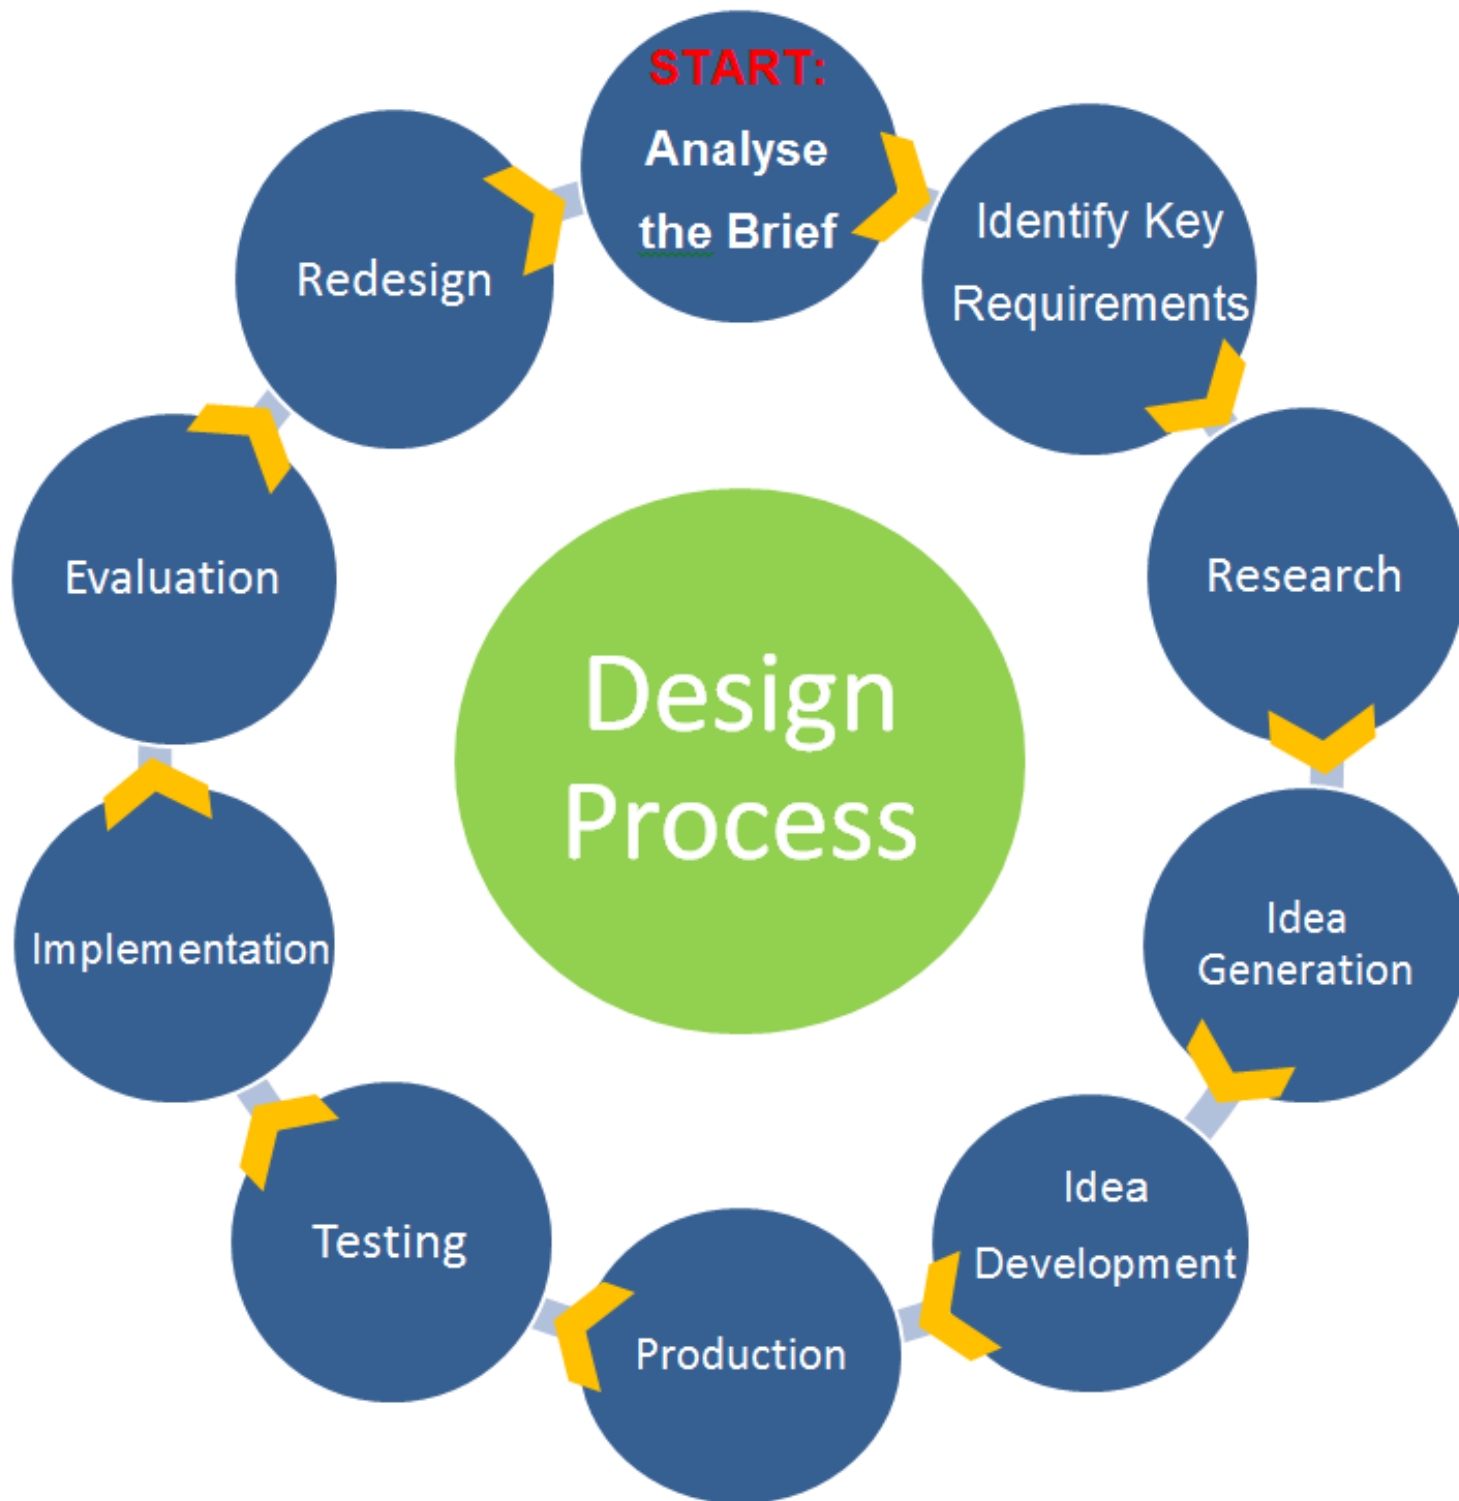 START:
Analyse
the Brief
Identify Key
Requirements
Research
Idea
Generation
Idea
Development
Production
Testing
Implementation
Evaluation
Redesign
Design
Process